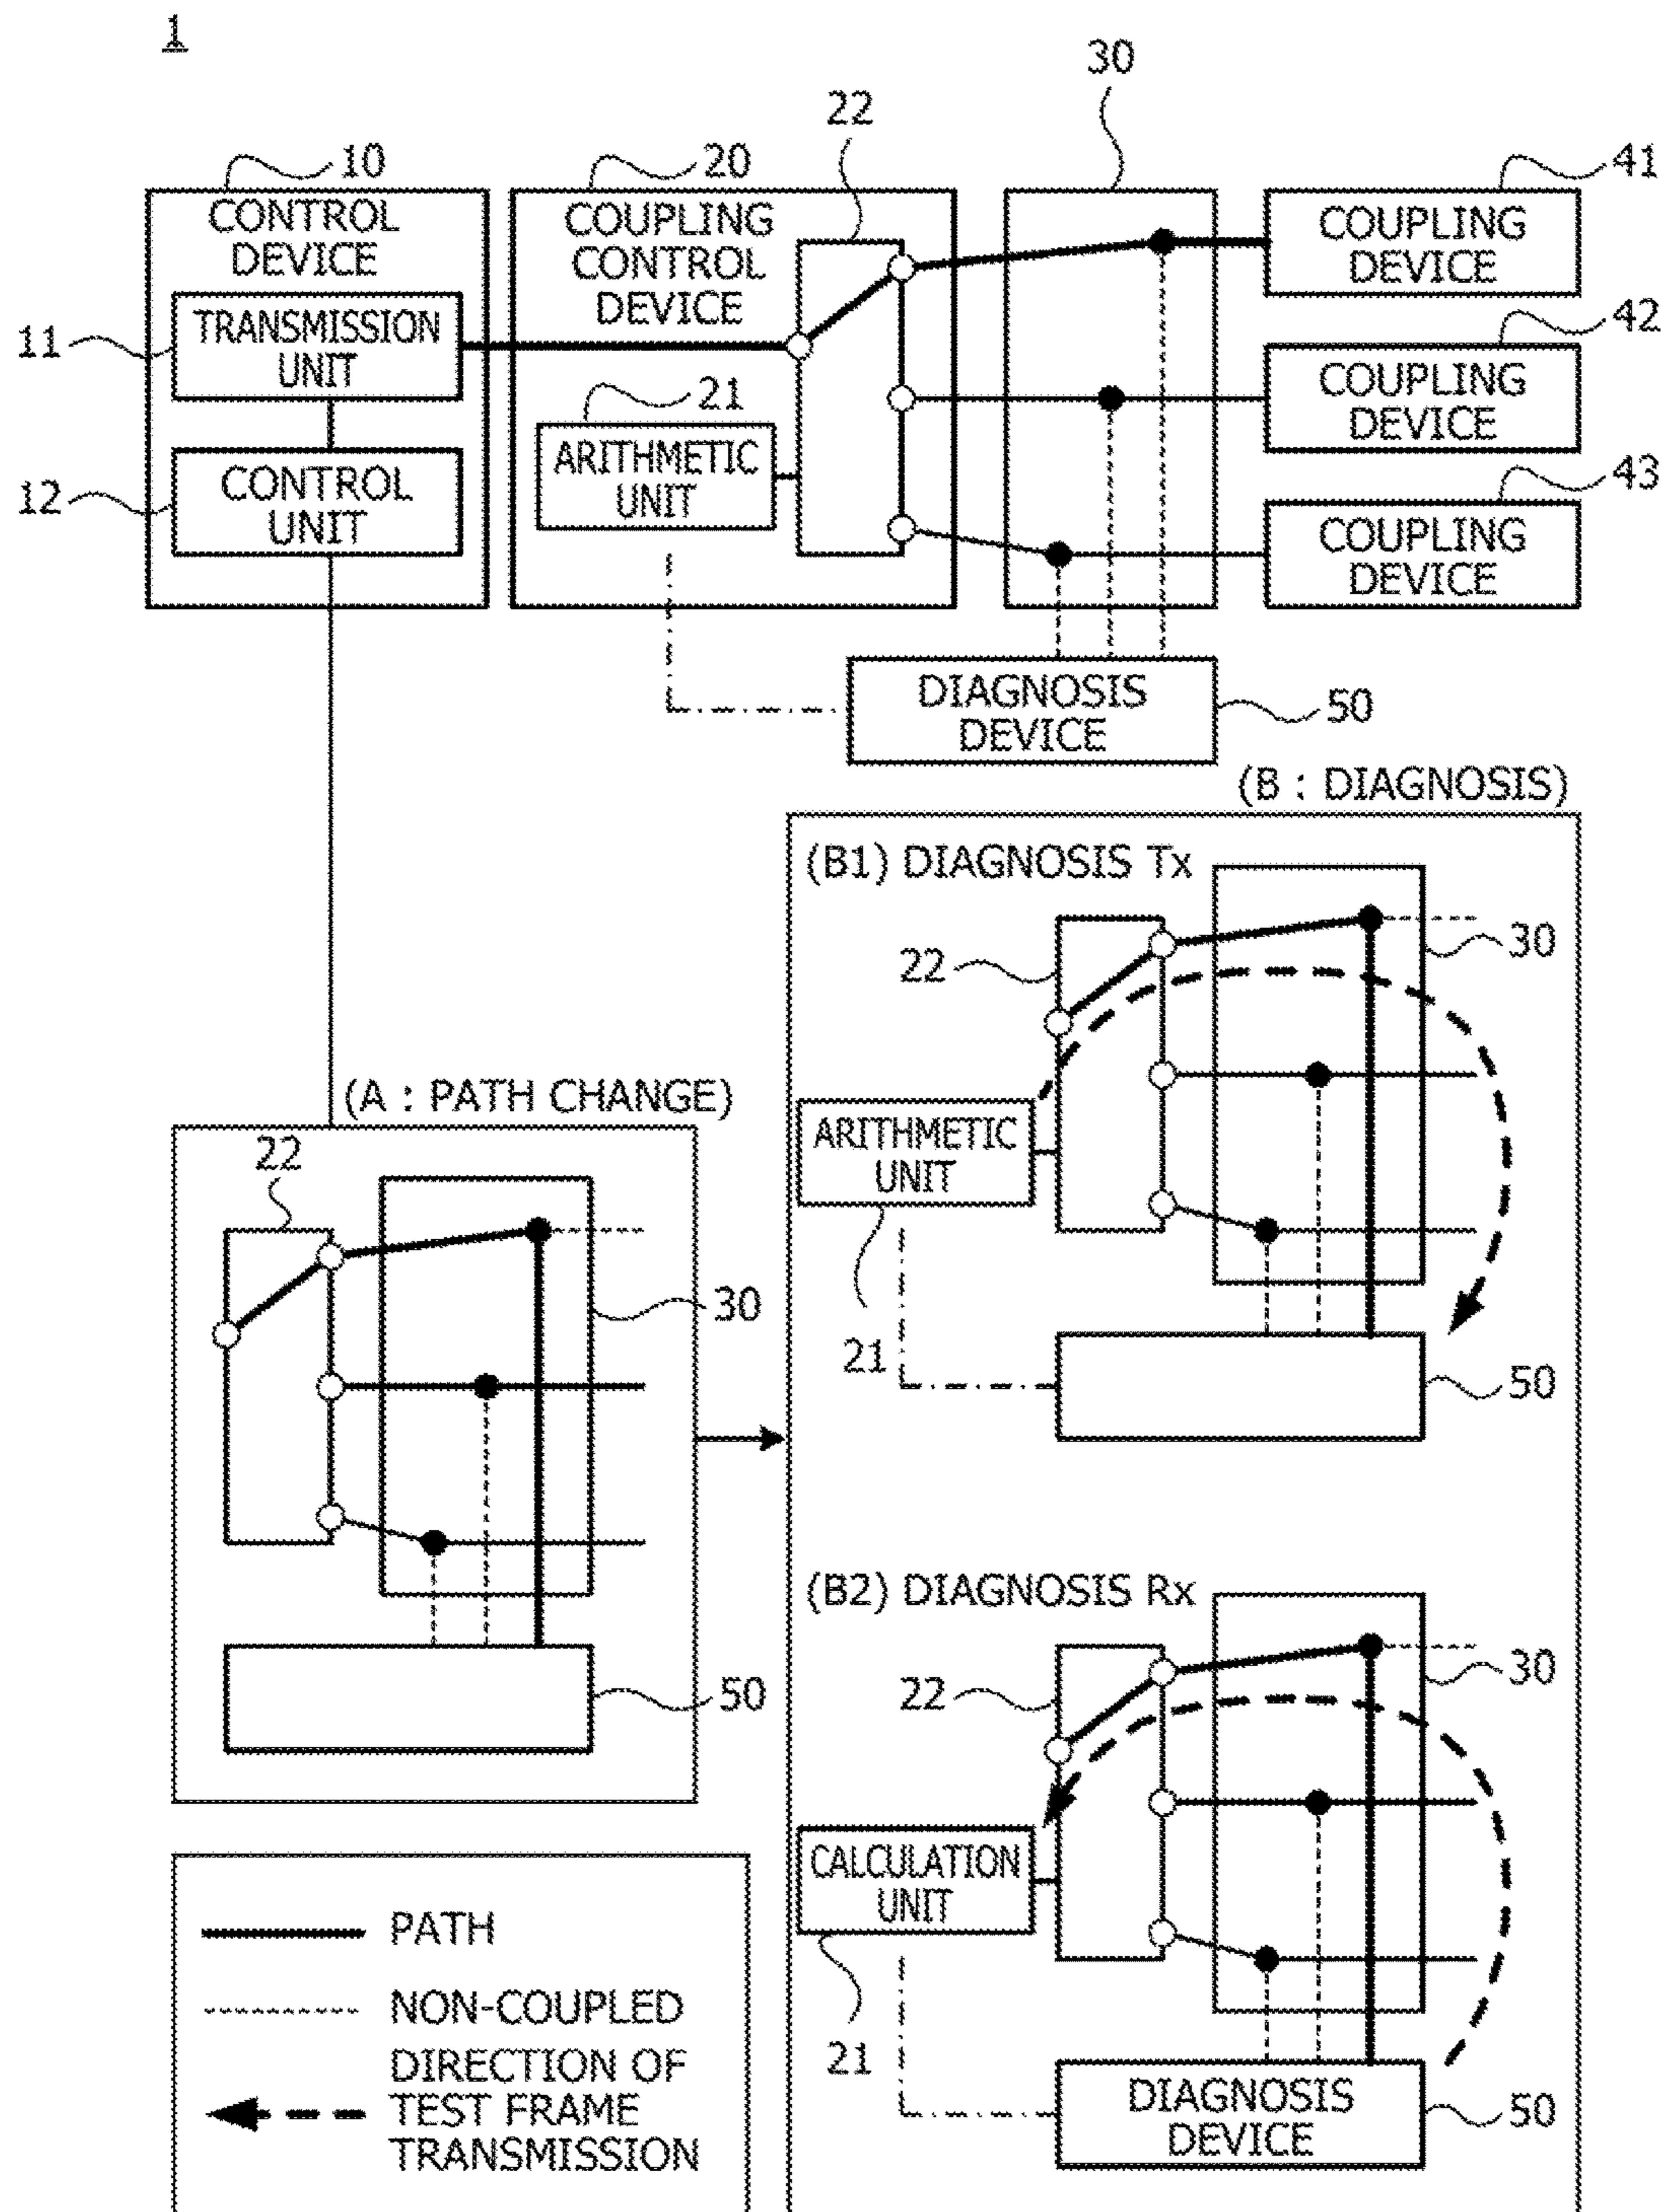 1
30
22
10
20
41
CONTROL
DEVICE
COUPLING
CONTROL
DEVICE
COUPLING
DEVICE
11
TRANSMISSION
UNIT
42
COUPLING
DEVICE
21
ARITHMETIC
UNIT
12
CONTROL
UNIT
43
COUPLING
DEVICE
DIAGNOSIS
DEVICE
50
(B : DIAGNOSIS)
(B1) DIAGNOSIS Tx
22
30
ARITHMETIC
UNIT
21
50
(A : PATH CHANGE)
22
30
50
(B2) DIAGNOSIS Rx
22
30
CALCULATION
UNIT
21
DIAGNOSIS
DEVICE
50
PATH
NON-COUPLED
DIRECTION OF
TEST FRAME
TRANSMISSION